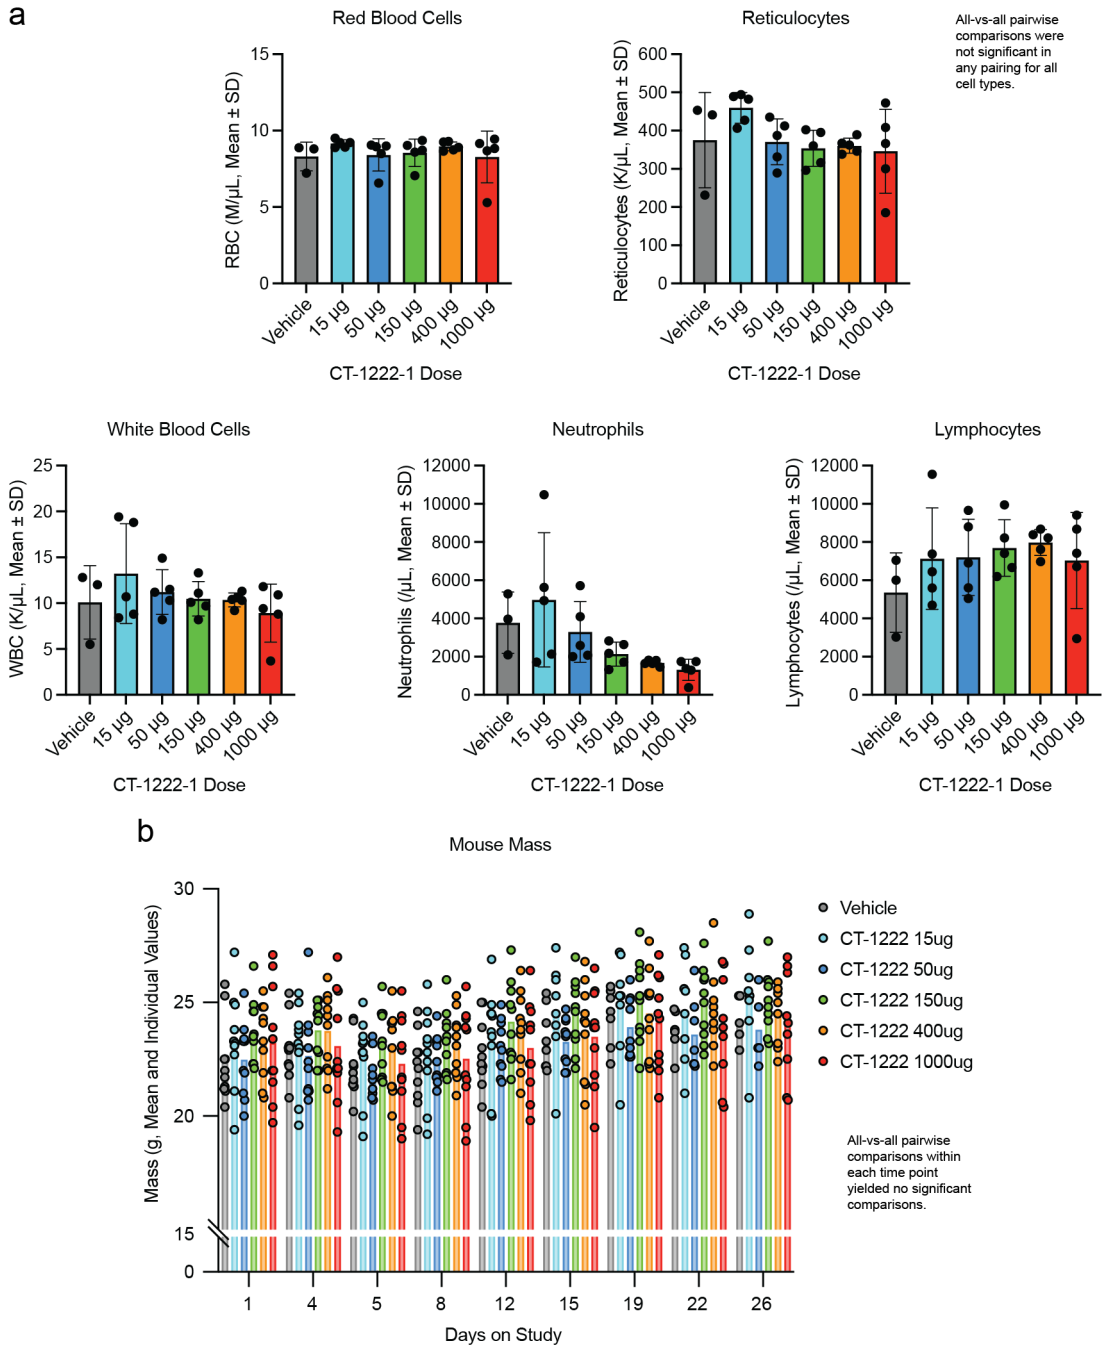 a
Red Blood Cells
Reticulocytes
All-vs-all pairwise
comparisons were
not significant in
any pairing for all
cell types.
RBC (M/µL, Mean ± SD)
15
10
5
0
Vehicle
15 µg
50 µg
150 µg
400 µg
1000 µg
CT-1222-1 Dose
Reticulocytes (K/µL, Mean ± SD)
600
500
400
300
200
100
0
Vehicle
15 µg
50 µg
150 µg
400 µg
1000 µg
CT-1222-1 Dose
White Blood Cells
WBC (K/µL, Mean ± SD)
25
20
15
10
5
0
Vehicle
15 µg
50 µg
150 µg
400 µg
1000 µg
CT-1222-1 Dose
Neutrophils
Neutrophils (/µL, Mean ± SD)
12000
10000
8000
6000
4000
2000
0
Vehicle
15 µg
50 µg
150 µg
400 µg
1000 µg
CT-1222-1 Dose
Lymphocytes
Lymphocytes (/µL, Mean ± SD)
12000
10000
8000
6000
4000
2000
0
Vehicle
15 µg
50 µg
150 µg
400 µg
1000 µg
CT-1222-1 Dose
b
Mouse Mass
Mass (g, Mean and Individual Values)
30
25
20
15
0
1
4
5
8
12
15
19
22
26
Days on Study
Vehicle
CT-1222 15ug
CT-1222 50ug
CT-1222 150ug
CT-1222 400ug
CT-1222 1000ug
All-vs-all pairwise
comparisons within
each time point
yielded no significant
comparisons.